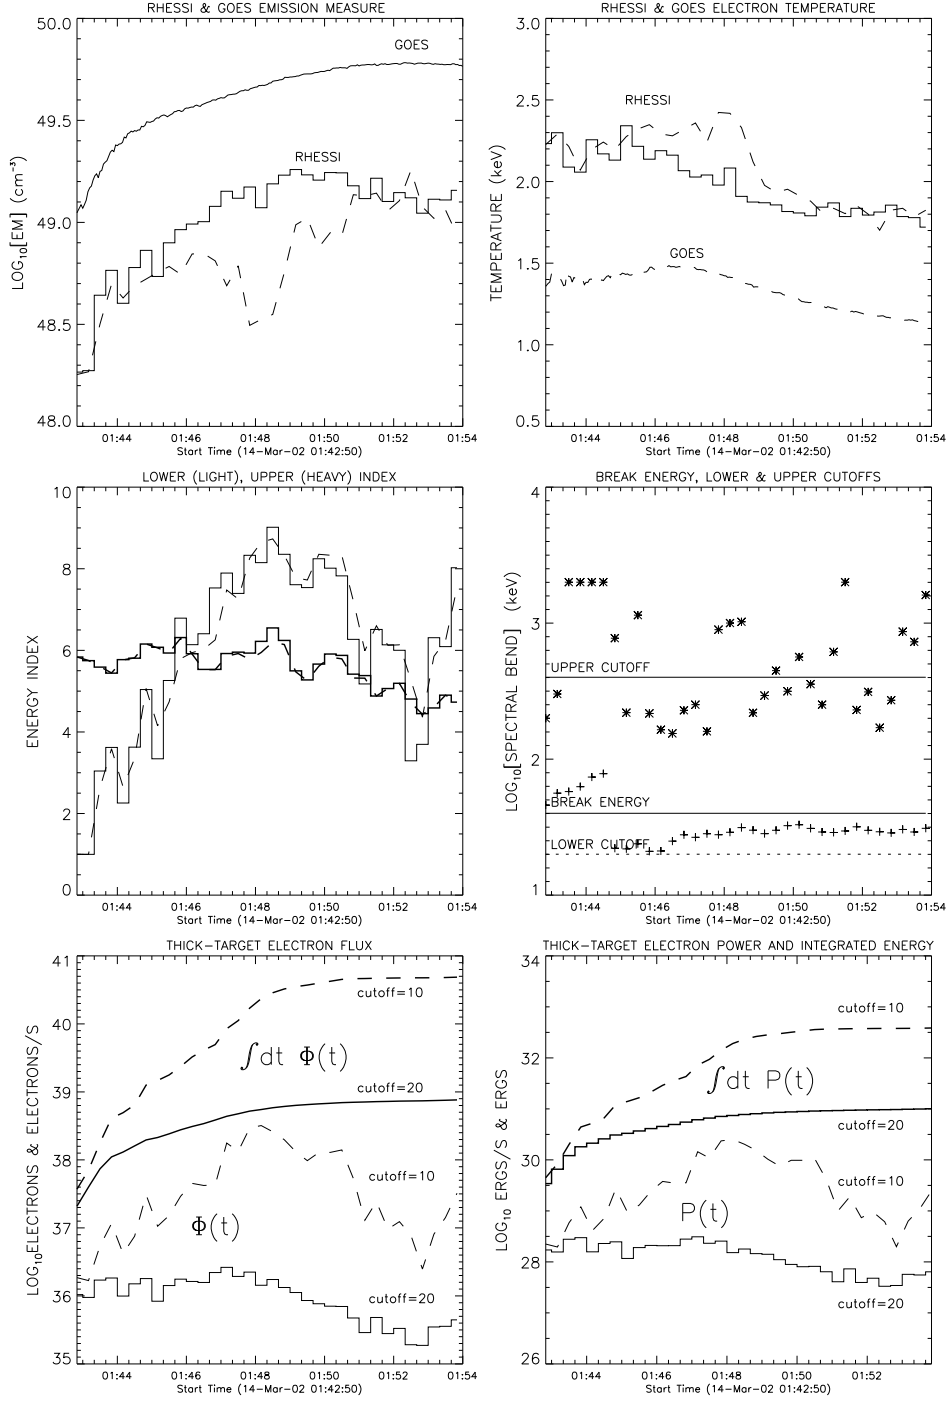 RHESSI & GOES EMISSION MEASURE
50.0
49.5
49.0
48.5
48.0
LOG10[EM] (cm⁻³)
GOES
RHESSI
01:44 01:46 01:48 01:50 01:52 01:54
Start Time (14-Mar-02 01:42:50)
RHESSI & GOES ELECTRON TEMPERATURE
3.0
2.5
2.0
1.5
1.0
0.5
TEMPERATURE (keV)
RHESSI
GOES
01:44 01:46 01:48 01:50 01:52 01:54
Start Time (14-Mar-02 01:42:50)
LOWER (LIGHT), UPPER (HEAVY) INDEX
10
8
6
4
2
0
ENERGY INDEX
01:44 01:46 01:48 01:50 01:52 01:54
Start Time (14-Mar-02 01:42:50)
BREAK ENERGY, LOWER & UPPER CUTOFFS
4
3
2
1
LOG10[SPECTRAL BEND] (keV)
UPPER CUTOFF
BREAK ENERGY
LOWER CUTOFF
01:44 01:46 01:48 01:50 01:52 01:54
Start Time (14-Mar-02 01:42:50)
THICK-TARGET ELECTRON FLUX
41
40
39
38
37
36
35
LOG10ELECTRONS & ELECTRONS/S
cutoff=10
∫dt Φ(t)
cutoff=20
cutoff=10
Φ(t)
cutoff=20
01:44 01:46 01:48 01:50 01:52 01:54
Start Time (14-Mar-02 01:42:50)
THICK-TARGET ELECTRON POWER AND INTEGRATED ENERGY
34
32
30
28
26
LOG10 ERGS/S & ERGS
cutoff=10
∫dt P(t)
cutoff=20
cutoff=10
P(t)
cutoff=20
01:44 01:46 01:48 01:50 01:52 01:54
Start Time (14-Mar-02 01:42:50)